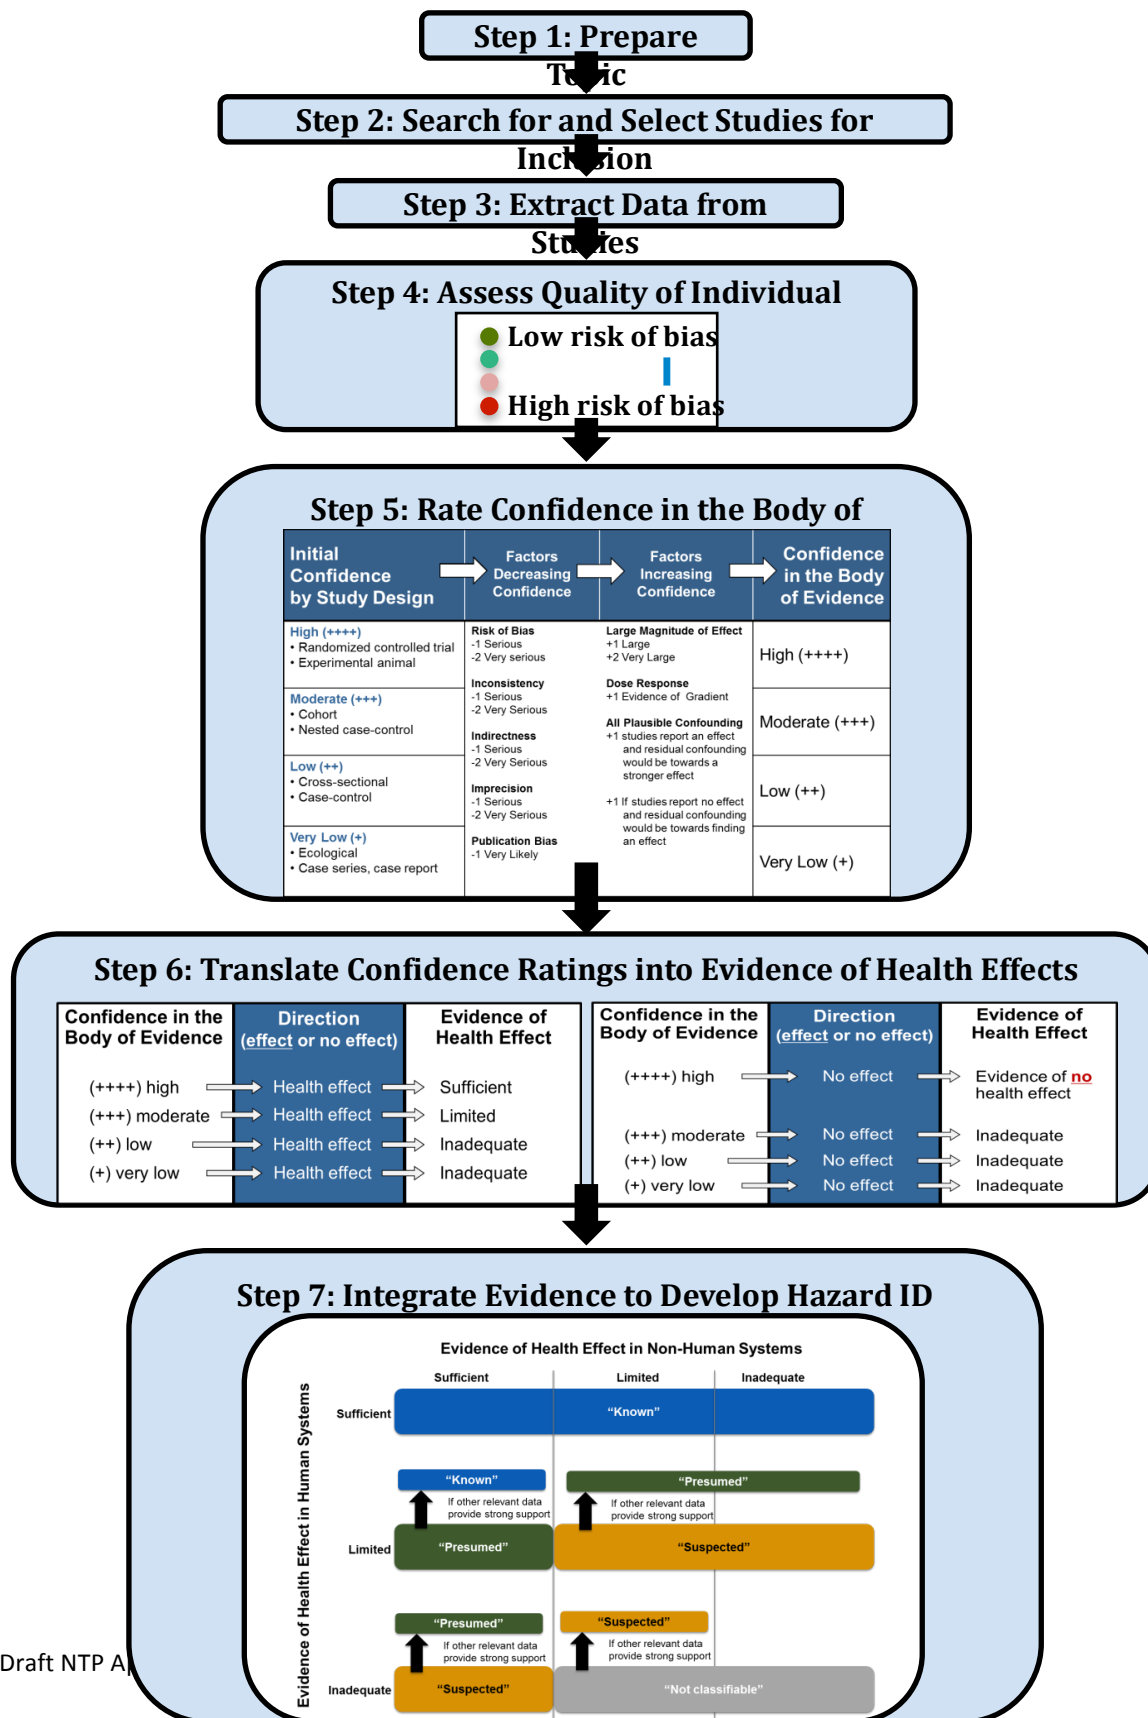 Step 1: Prepare
Step 2: Search for and Select Studies for
Step 3: Extract Data from
Step 4: Assess Quality of Individual
Low risk of bias
High risk of bias
Step 5: Rate Confidence in the Body of
Initial
Confidence
by Study Design
Factors
Decreasing
Confidence
Factors
Increasing
Confidence
Confidence
in the Body
of Evidence
High (++++)
• Randomized controlled trial
• Experimental animal
Moderate (+++)
• Cohort
• Nested case-control
Low (++)
• Cross-sectional
• Case-control
Very Low (+)
• Ecological
• Case series, case report
Risk of Bias
-1 Serious
-2 Very serious
Inconsistency
-1 Serious
-2 Very Serious
Indirectness
-1 Serious
-2 Very Serious
Imprecision
-1 Serious
-2 Very Serious
Publication Bias
-1 Very Likely
Large Magnitude of Effect
+1 Large
+2 Very Large
Dose Response
+1 Evidence of Gradient
All Plausible Confounding
+1 studies report an effect
and residual confounding
would be towards a
stronger effect
+1 If studies report no effect
and residual confounding
would be towards finding
an effect
High (++++)
Moderate (+++)
Low (++)
Very Low (+)
Step 6: Translate Confidence Ratings into Evidence of Health Effects
Confidence in the
Body of Evidence
Direction
(effect or no effect)
Evidence of
Health Effect
(++++) high Health effect Sufficient
(+++) moderate Health effect Limited
(++) low Health effect Inadequate
(+) very low Health effect Inadequate
Confidence in the
Body of Evidence
Direction
(effect or no effect)
Evidence of
Health Effect
(++++) high No effect Evidence of no
health effect
(+++) moderate No effect Inadequate
(++) low No effect Inadequate
(+) very low No effect Inadequate
Step 7: Integrate Evidence to Develop Hazard ID
Evidence of Health Effect in Non-Human Systems
Sufficient Limited Inadequate
Evidence of Health Effect in Human Systems
Sufficient
“Known”
“Known” “Presumed”
If other relevant data
provide strong support
If other relevant data
provide strong support
Limited “Presumed” “Suspected”
“Presumed” “Suspected”
If other relevant data
provide strong support
If other relevant data
provide strong support
Inadequate “Suspected” “Not classifiable”
Draft NTP